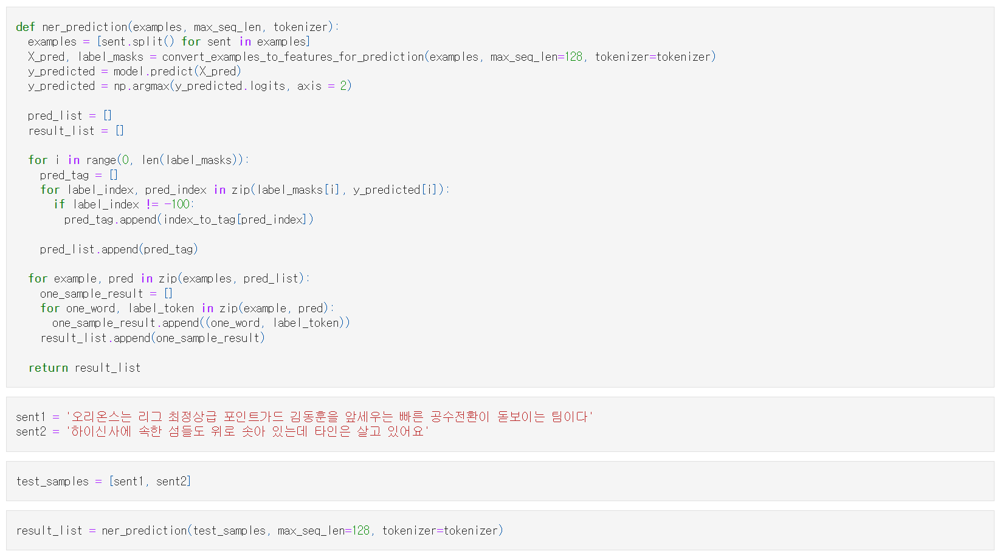 def ner_prediction(examples, max_seq_len, tokenizer):
  examples = [sent.split() for sent in examples]
  X_pred, label_masks = convert_examples_to_features_for_prediction(examples, max_seq_len=128, tokenizer=tokenizer)
  y_predicted = model.predict(X_pred)
  y_predicted = np.argmax(y_predicted.logits, axis = 2)

  pred_list = []
  result_list = []

  for i in range(0, len(label_masks)):
    pred_tag = []
    for label_index, pred_index in zip(label_masks[i], y_predicted[i]):
      if label_index != -100:
        pred_tag.append(index_to_tag[pred_index])

    pred_list.append(pred_tag)

  for example, pred in zip(examples, pred_list):
    one_sample_result = []
    for one_word, label_token in zip(example, pred):
      one_sample_result.append((one_word, label_token))
    result_list.append(one_sample_result)

  return result_list

sent1 = '오리온스는 리그 최정상급 포인트가드 김동훈을 앞세우는 빠른 공수전환이 돋보이는 팀이다'
sent2 = '하이신사에 속한 섬들도 위로 솟아 있는데 타인은 살고 있어요'

test_samples = [sent1, sent2]

result_list = ner_prediction(test_samples, max_seq_len=128, tokenizer=tokenizer)